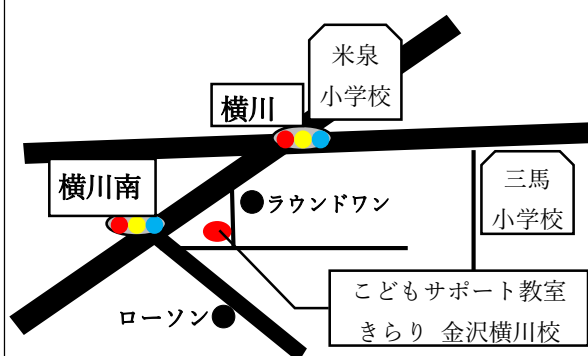 米泉
小学校
横川
横川南
三馬
小学校
ラウンドワン
こどもサポート教室
きらり 金沢横川校
ローソン